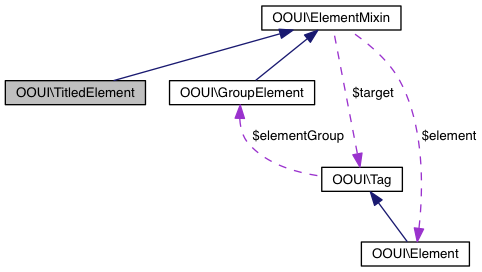 OOUI\ElementMixin
OOUI\TitledElement
OOUI\GroupElement
$target
$elementGroup
$element
OOUI\Tag
OOUI\Element